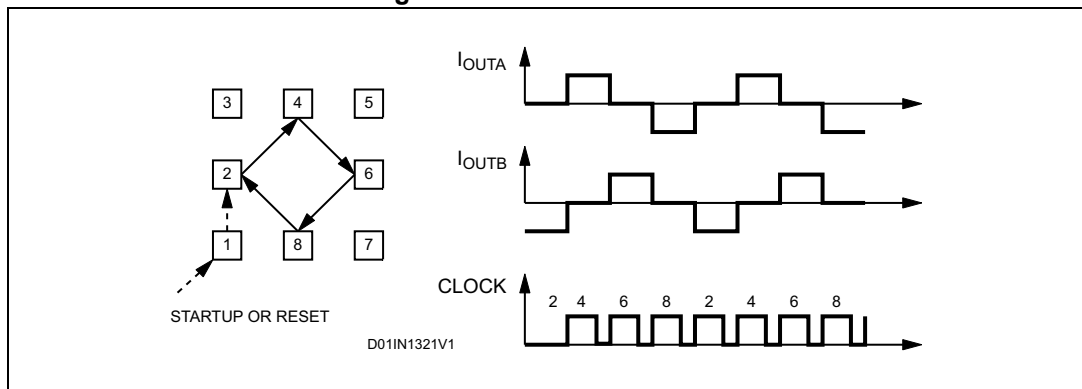 3 4 5
2 6
1 8 7
STARTUP OR RESET
D01IN1321V1
IOUTA
IOUTB
CLOCK
2 4 6 8 2 4 6 8